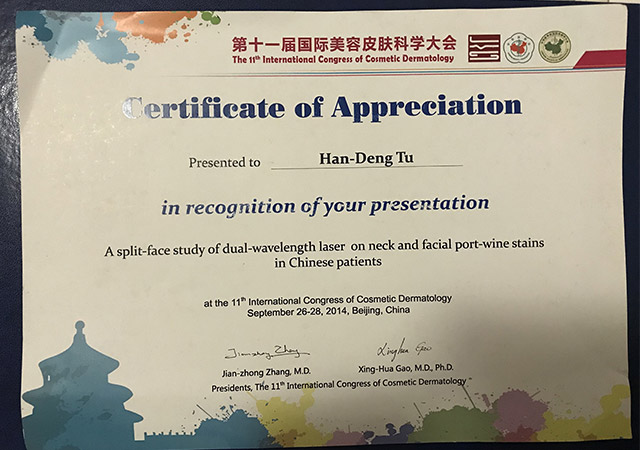 第十一届国际美容皮肤科学大会
The 11th International Congress of Cosmetic Dermatology
Certificate of Appreciation
Presented to Han-Deng Tu
in recognition of your presentation
A split-face study of dual-wavelength laser on neck and facial port-wine stains
in Chinese patients
at the 11th International Congress of Cosmetic Dermatology
September 26-28, 2014, Beijing, China
Jian-zhong Zhang, M.D. Xing-Hua Gao, M.D., Ph.D.
Presidents, The 11th International Congress of Cosmetic Dermatology